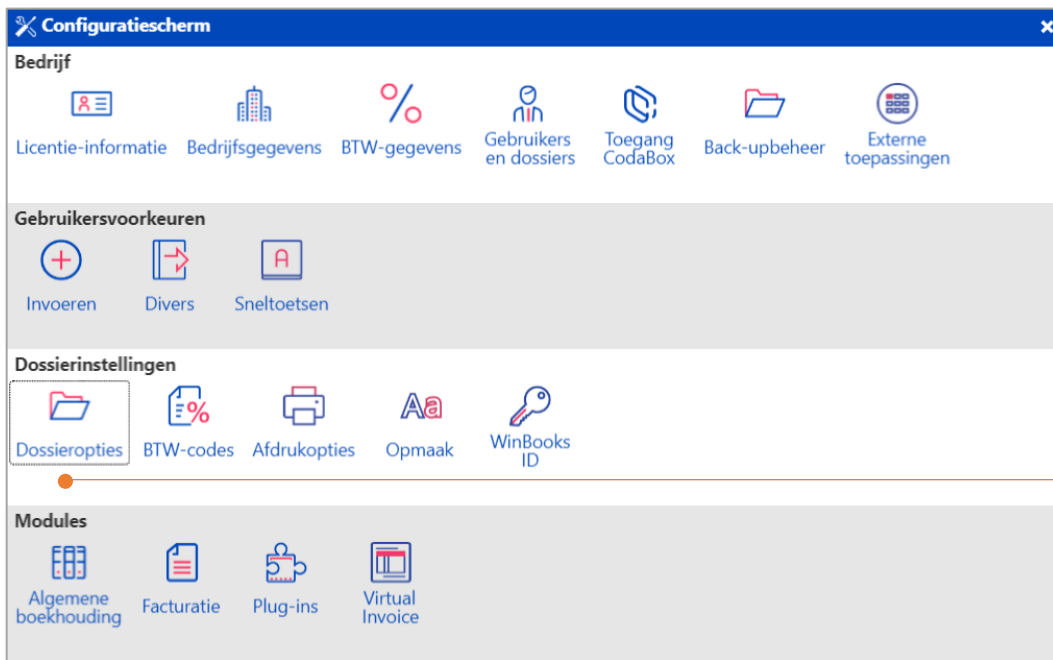 Configuratiescherm
Bedrijf
Licentie-informatie
Bedrijfsgegevens
BTW-gegevens
Gebruikers
en dossiers
Toegang
CodaBox
Back-upbeheer
Externe
toepassingen
Gebruikersvoorkeuren
Invoeren
Divers
Sneltoetsen
Dossierinstellingen
Dossieropties
BTW-codes
Afdrukopties
Opmaak
WinBooks
ID
Modules
Algemene
boekhouding
Facturatie
Plug-ins
Virtual
Invoice